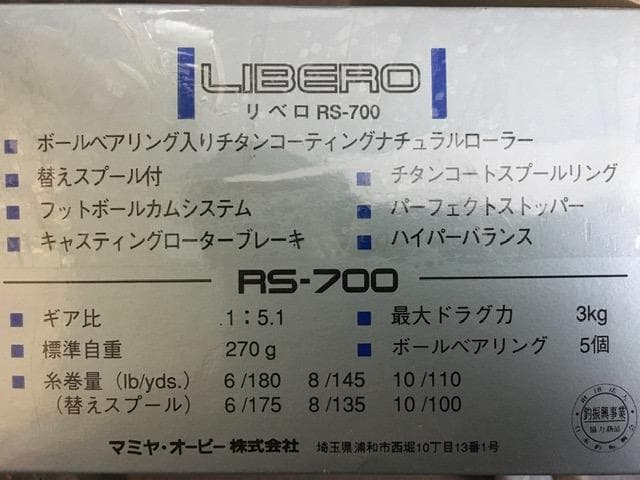 LIBERO
リベロ RS-700
ボールベアリング入りチタンコーティングナチュラルローラー
替えスプール付 チタンコートスプールリング
フットボールカムシステム パーフェクトストッパー
キャスティングローターブレーキ ハイパーバランス
RS-700
ギア比 1:5.1 最大ドラグ力 3kg
標準自重 270g ボールベアリング 5個
糸巻量 (lb/yds.) 6/180 8/145 10/110
(替えスプール) 6/175 8/135 10/100
マミヤ・オーピー株式会社 埼玉県浦和市西堀10丁目13番1号
釣振興事業
協力商品